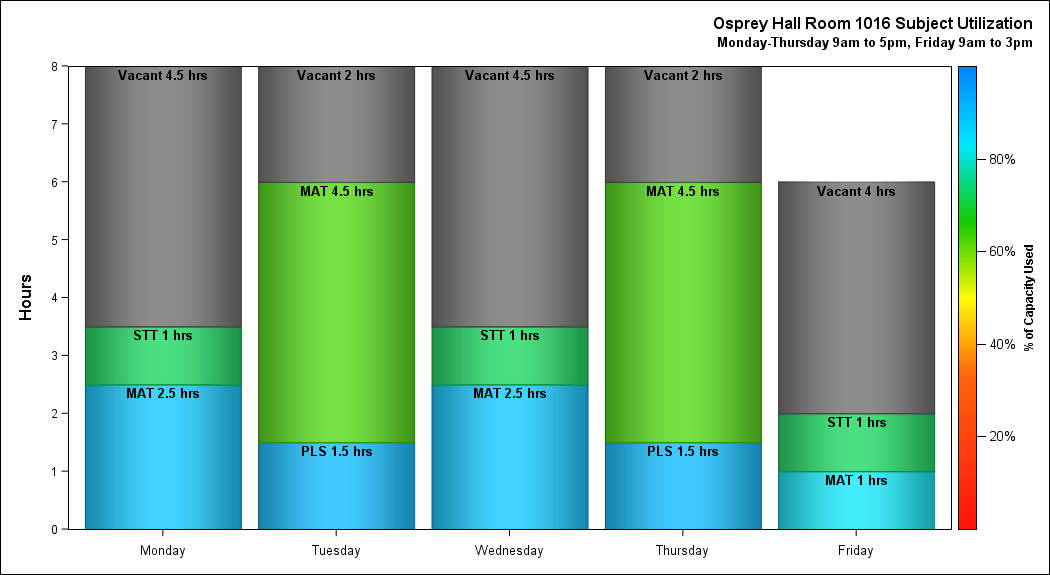 Osprey Hall Room 1016 Subject Utilization
Monday-Thursday 9am to 5pm, Friday 9am to 3pm
Hours
8
7
6
5
4
3
2
1
0
Vacant 4.5 hrs
STT 1 hrs
MAT 2.5 hrs
Monday
Vacant 2 hrs
MAT 4.5 hrs
PLS 1.5 hrs
Tuesday
Vacant 4.5 hrs
STT 1 hrs
MAT 2.5 hrs
Wednesday
Vacant 2 hrs
MAT 4.5 hrs
PLS 1.5 hrs
Thursday
Vacant 4 hrs
STT 1 hrs
MAT 1 hrs
Friday
80%
60%
40%
20%
% of Capacity Used